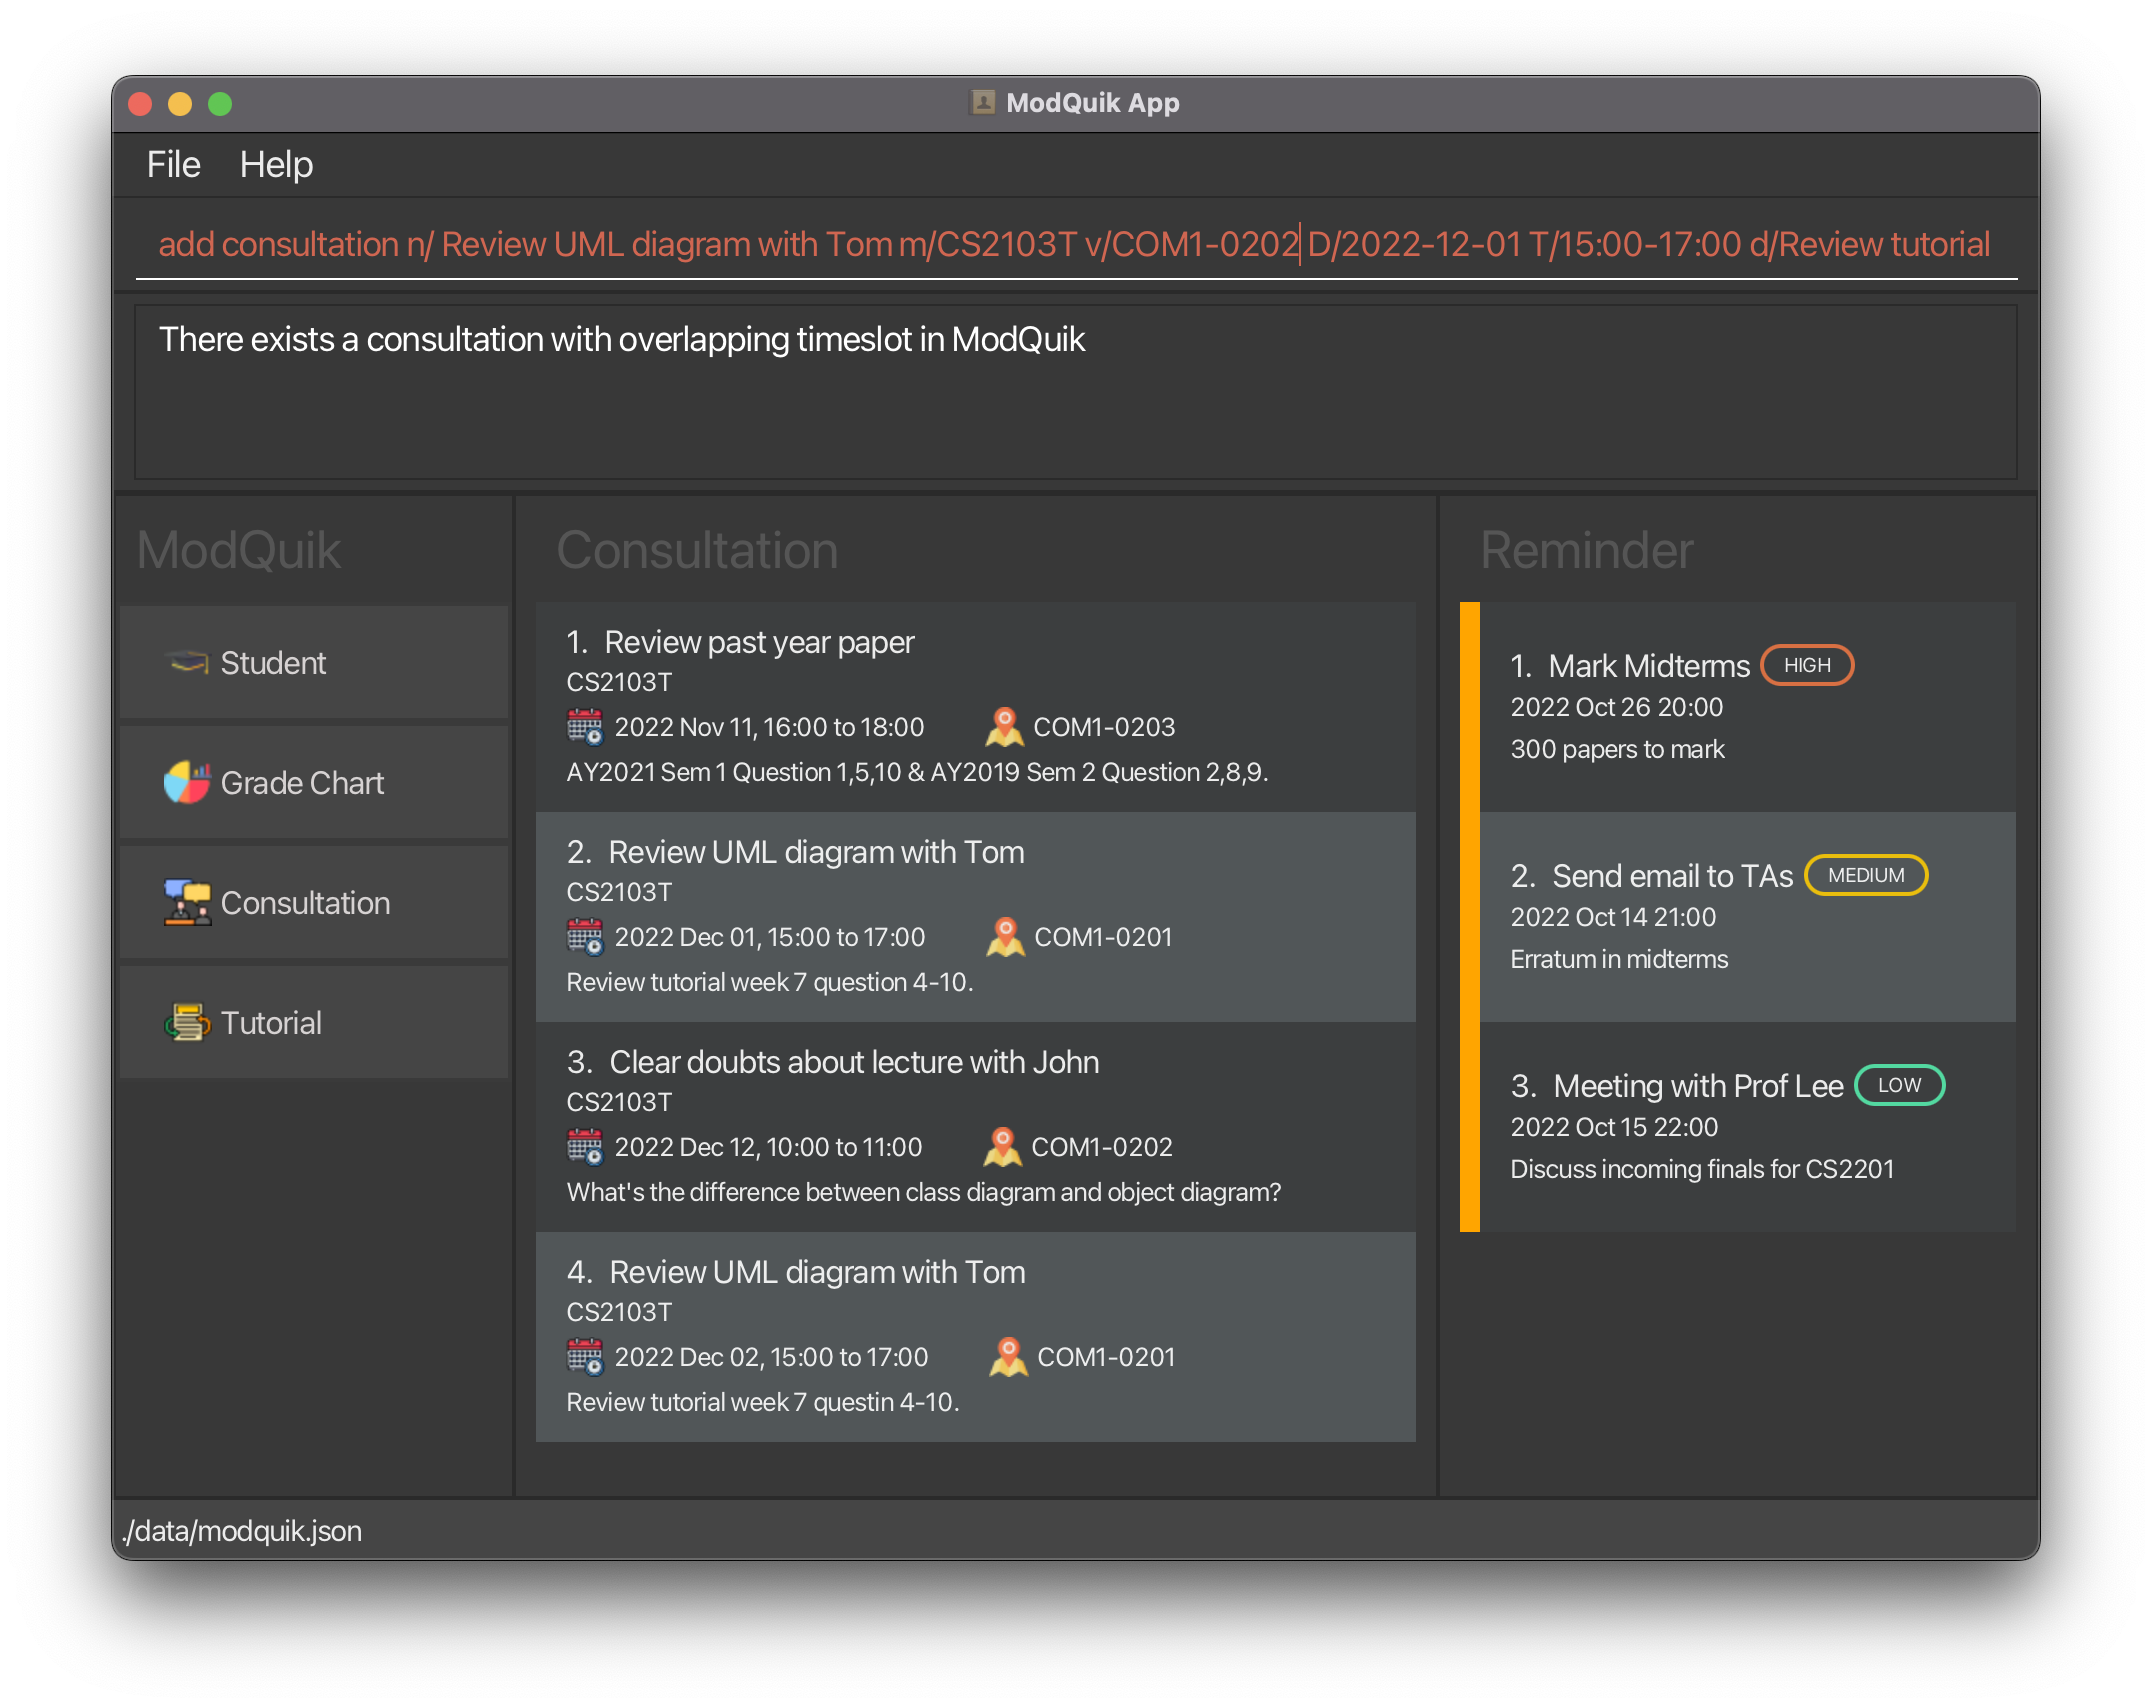 ModQuik App
File Help
add consultation n/ Review UML diagram with Tom m/CS2103T v/COM1-0202 D/2022-12-01 T/15:00-17:00 d/Review tutorial
There exists a consultation with overlapping timeslot in ModQuik
ModQuik
Student
Grade Chart
Consultation
Tutorial
Consultation
1. Review past year paper
CS2103T
2022 Nov 11, 16:00 to 18:00 COM1-0203
AY2021 Sem 1 Question 1,5,10 & AY2019 Sem 2 Question 2,8,9.
2. Review UML diagram with Tom
CS2103T
2022 Dec 01, 15:00 to 17:00 COM1-0201
Review tutorial week 7 question 4-10.
3. Clear doubts about lecture with John
CS2103T
2022 Dec 12, 10:00 to 11:00 COM1-0202
What's the difference between class diagram and object diagram?
4. Review UML diagram with Tom
CS2103T
2022 Dec 02, 15:00 to 17:00 COM1-0201
Review tutorial week 7 questin 4-10.
Reminder
1. Mark Midterms HIGH
2022 Oct 26 20:00
300 papers to mark
2. Send email to TAs MEDIUM
2022 Oct 14 21:00
Erratum in midterms
3. Meeting with Prof Lee LOW
2022 Oct 15 22:00
Discuss incoming finals for CS2201
./data/modquik.json